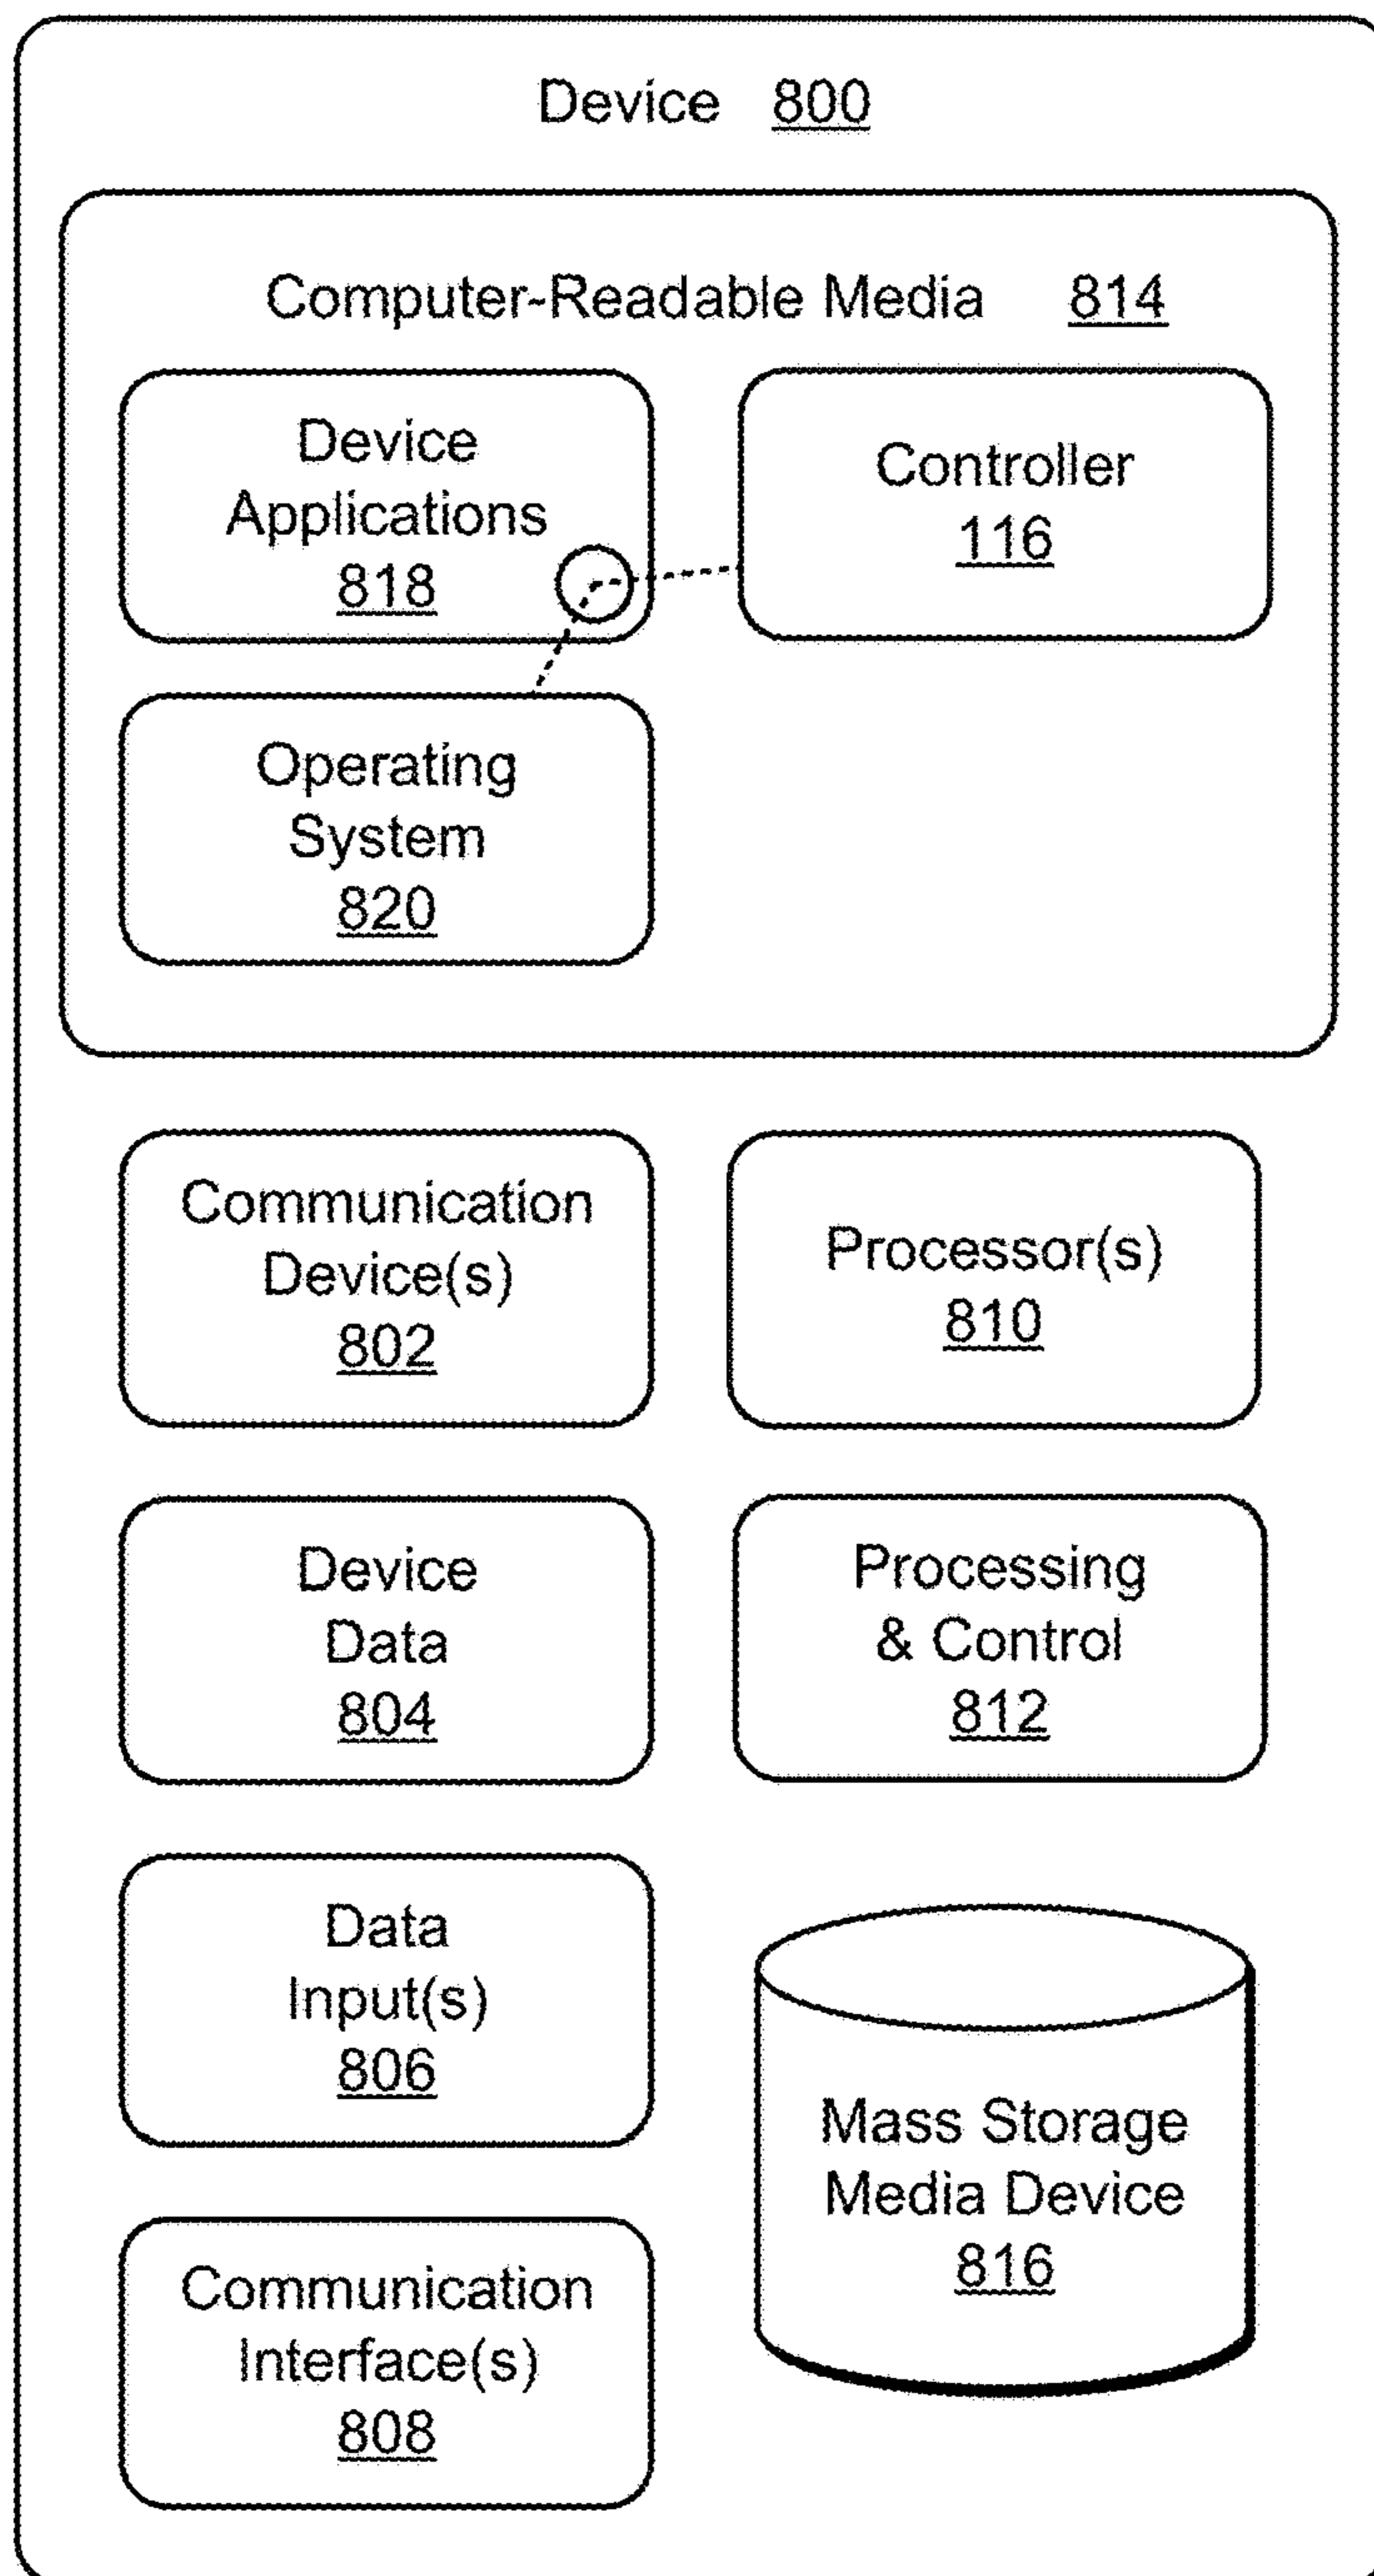 Device 800
Computer-Readable Media 814
Device
Applications
818
Controller
116
Operating
System
820
Communication
Device(s)
802
Processor(s)
810
Device
Data
804
Processing
& Control
812
Data
Input(s)
806
Mass Storage
Media Device
816
Communication
Interface(s)
808